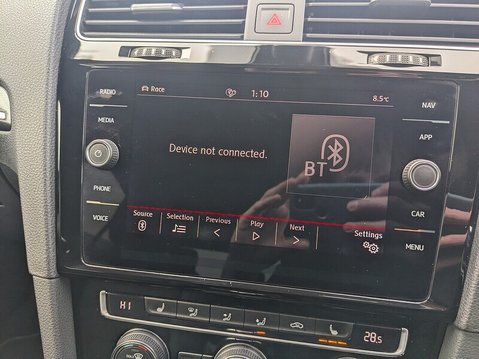 RADIO
Race 1:10 8.5°C
NAV
MEDIA
APP
Device not connected.
BT
PHONE
Source Selection Previous Play Next Settings
VOICE
CAR
MENU
HI
28.5